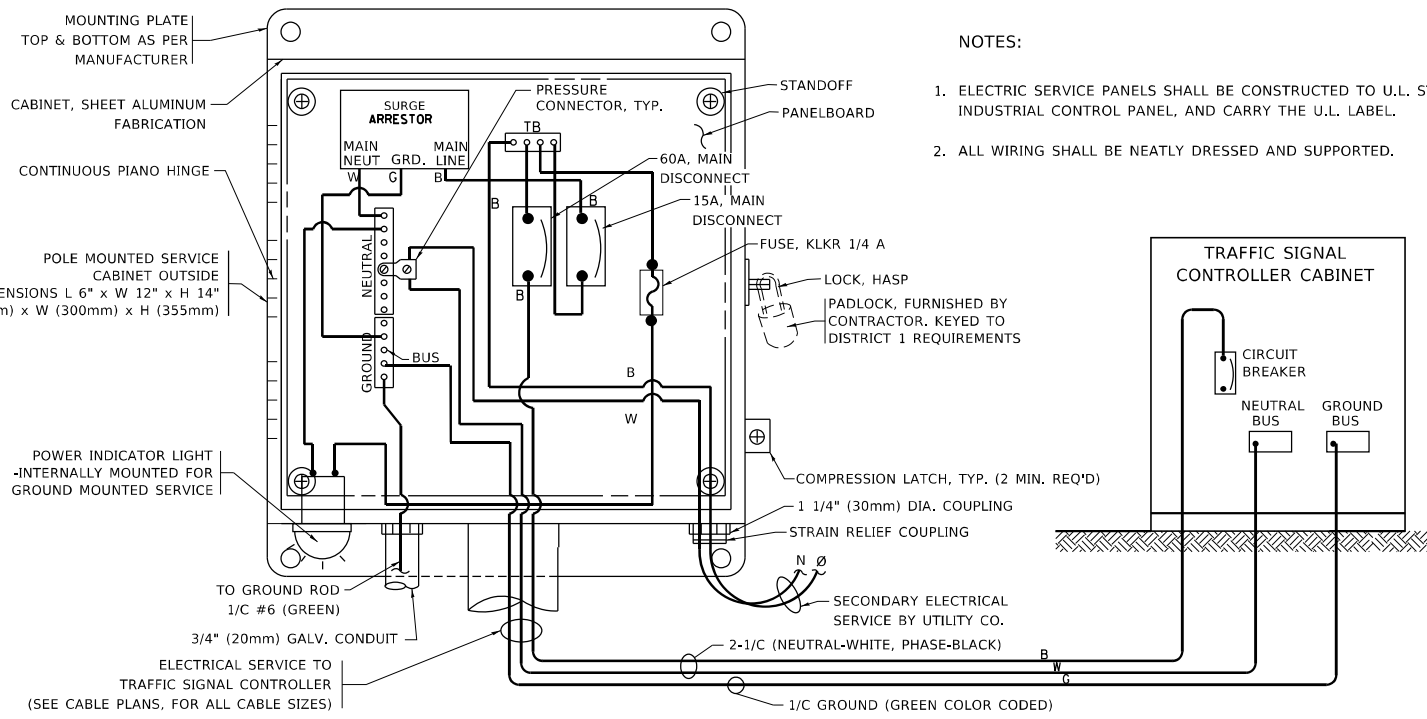 MOUNTING PLATE
TOP & BOTTOM AS PER
MANUFACTURER
CABINET, SHEET ALUMINUM
FABRICATION
CONTINUOUS PIANO HINGE
POLE MOUNTED SERVICE
CABINET OUTSIDE
L 6" x W 12" x H 14"
x W (300mm) x H (355mm)
POWER INDICATOR LIGHT
-INTERNALLY MOUNTED FOR
GROUND MOUNTED SERVICE
TO GROUND ROD
1/C #6 (GREEN)
3/4" (20mm) GALV. CONDUIT
ELECTRICAL SERVICE TO
TRAFFIC SIGNAL CONTROLLER
(SEE CABLE PLANS, FOR ALL CABLE SIZES)
SURGE
ARRESTOR
MAIN
NEUT
GRD.
MAIN
LINE
W
G
B
PRESSURE
CONNECTOR, TYP.
TB
NEUTRAL
GROUND
BUS
B
B
B
B
W
STANDOFF
PANELBOARD
60A, MAIN
DISCONNECT
15A, MAIN
DISCONNECT
FUSE, KLKR 1/4 A
LOCK, HASP
PADLOCK, FURNISHED BY
CONTRACTOR. KEYED TO
DISTRICT 1 REQUIREMENTS
COMPRESSION LATCH, TYP. (2 MIN. REQ'D)
1 1/4" (30mm) DIA. COUPLING
STRAIN RELIEF COUPLING
N Ø
SECONDARY ELECTRICAL
SERVICE BY UTILITY CO.
2-1/C (NEUTRAL-WHITE, PHASE-BLACK)
B
W
G
1/C GROUND (GREEN COLOR CODED)
NOTES:
1. ELECTRIC SERVICE PANELS SHALL BE CONSTRUCTED TO U.L.
INDUSTRIAL CONTROL PANEL, AND CARRY THE U.L. LABEL.
2. ALL WIRING SHALL BE NEATLY DRESSED AND SUPPORTED.
TRAFFIC SIGNAL
CONTROLLER CABINET
CIRCUIT
BREAKER
NEUTRAL
BUS
GROUND
BUS